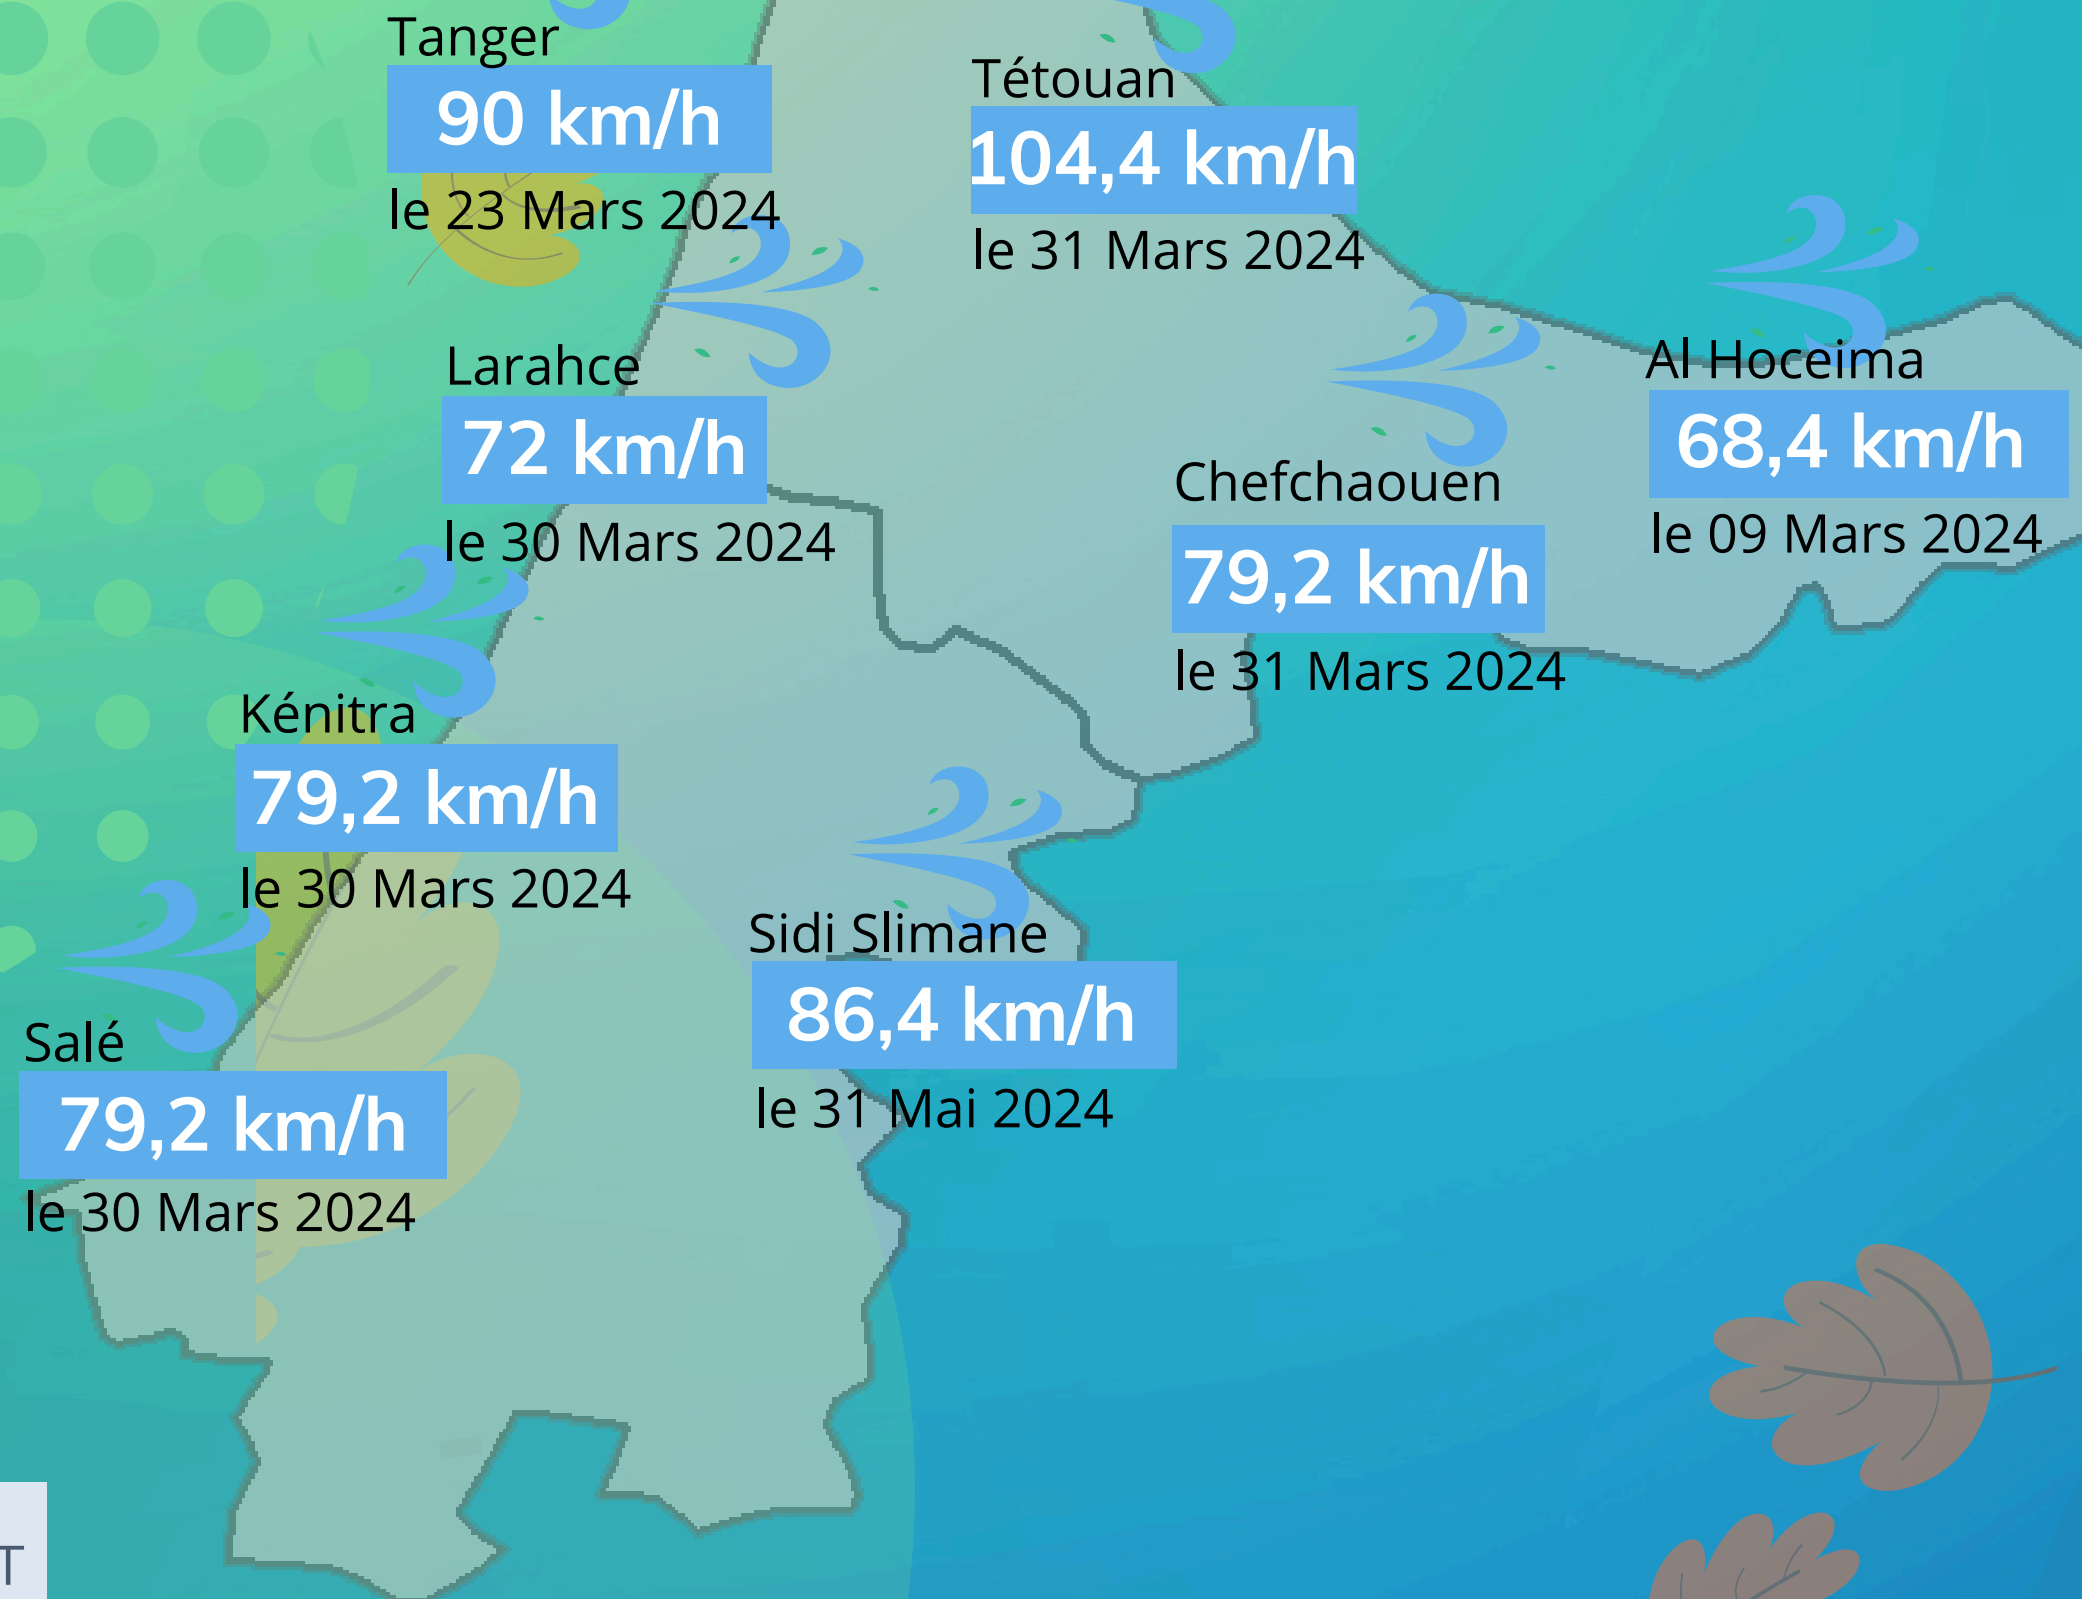 Tanger
90 km/h
le 23 Mars 2024
Tétouan
104,4 km/h
le 31 Mars 2024
Larahce
72 km/h
le 30 Mars 2024
Al Hoceima
68,4 km/h
le 09 Mars 2024
Chefchaouen
79,2 km/h
le 31 Mars 2024
Kénitra
79,2 km/h
le 30 Mars 2024
Sidi Slimane
86,4 km/h
le 31 Mai 2024
Salé
79,2 km/h
le 30 Mars 2024
T